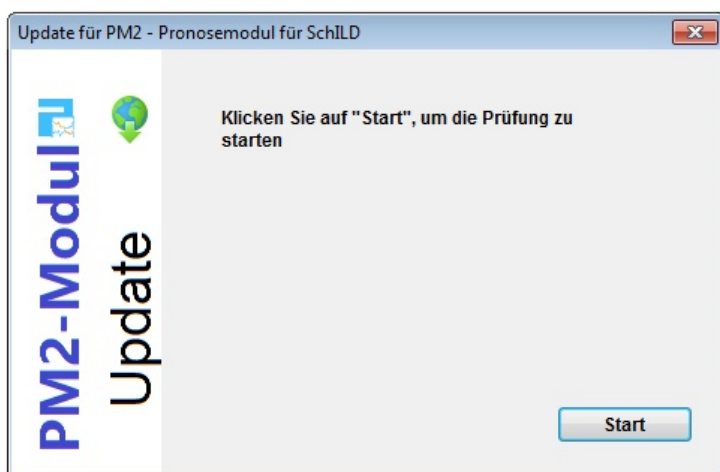 Update für PM2 - Pronosemodul für SchILD
PM2-Modul
Update
Klicken Sie auf "Start", um die Prüfung zu
starten
Start